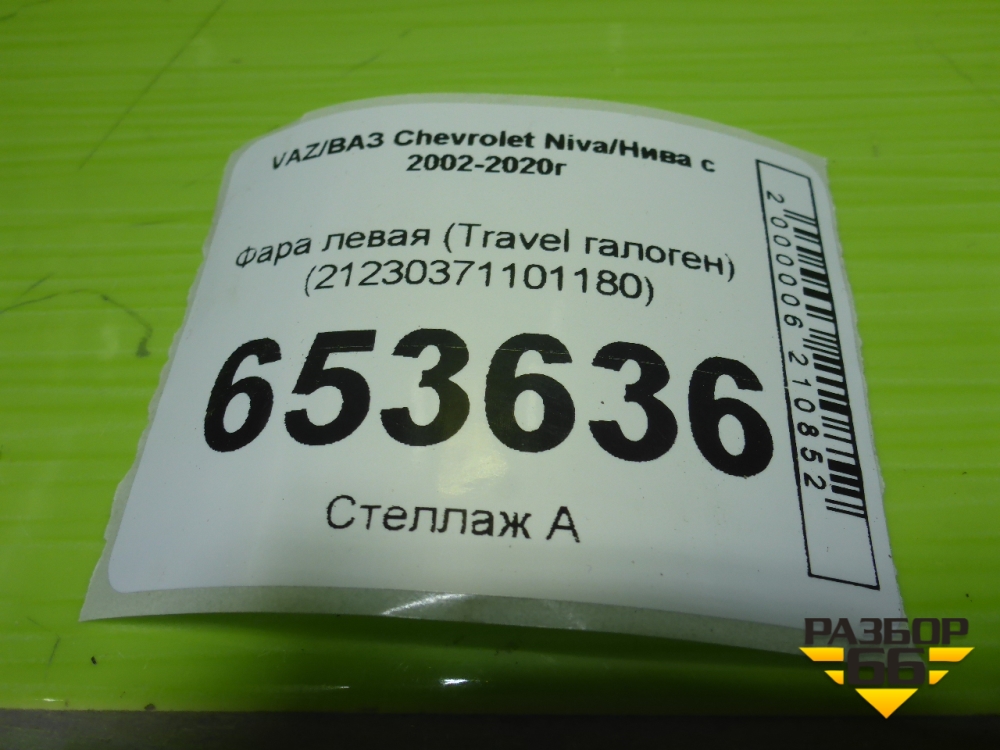 VAZ/ВАЗ Chevrolet Niva/Нива с
2002-2020г
Фара левая (Travel галоген)
(21230371101180)
653636
Стеллаж А
2000006210852
РАЗБОР
66